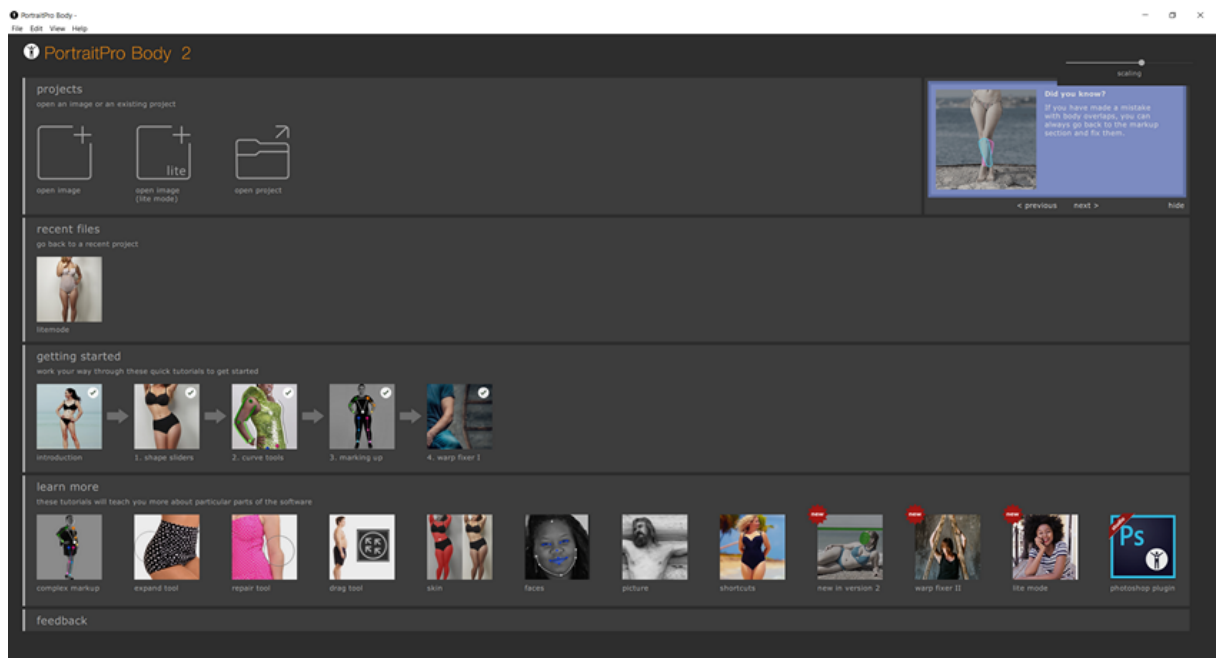 PortraitPro Body -
File Edit View Help
PortraitPro Body 2
scaling
projects
open an image or an existing project
open image
lite
open image
(lite mode)
open project
Did you know?
If you have made a mistake
with body overlaps, you can
always go back to the markup
section and fix them.
< previous next > hide
recent files
go back to a recent project
litemode
getting started
work your way through these quick tutorials to get started
introduction
1. shape sliders
2. curve tools
3. marking up
4. warp fixer I
learn more
these tutorials will teach you more about particular parts of the software
complex markup
expand tool
repair tool
drag tool
skin
faces
picture
shortcuts
new
new in version 2
new
warp fixer II
new
lite mode
Ps
photoshop plugin
feedback